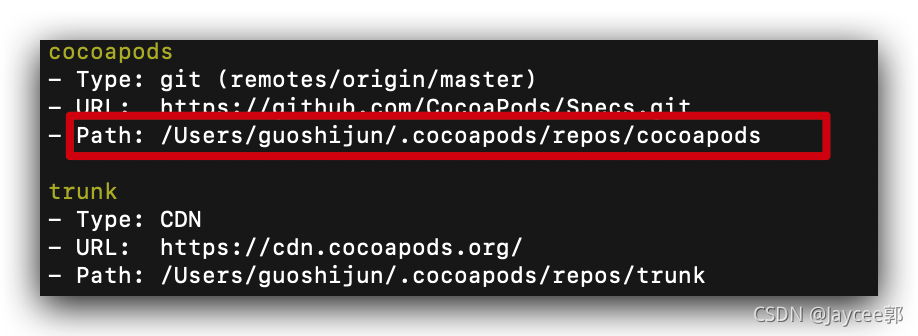 cocoapods
- Type: git (remotes/origin/master)
- URL:  https://github.com/CocoaPods/Specs.git
- Path: /Users/guoshijun/.cocoapods/repos/cocoapods
trunk
- Type: CDN
- URL:  https://cdn.cocoapods.org/
- Path: /Users/guoshijun/.cocoapods/repos/trunk
CSDN @Jaycee郭